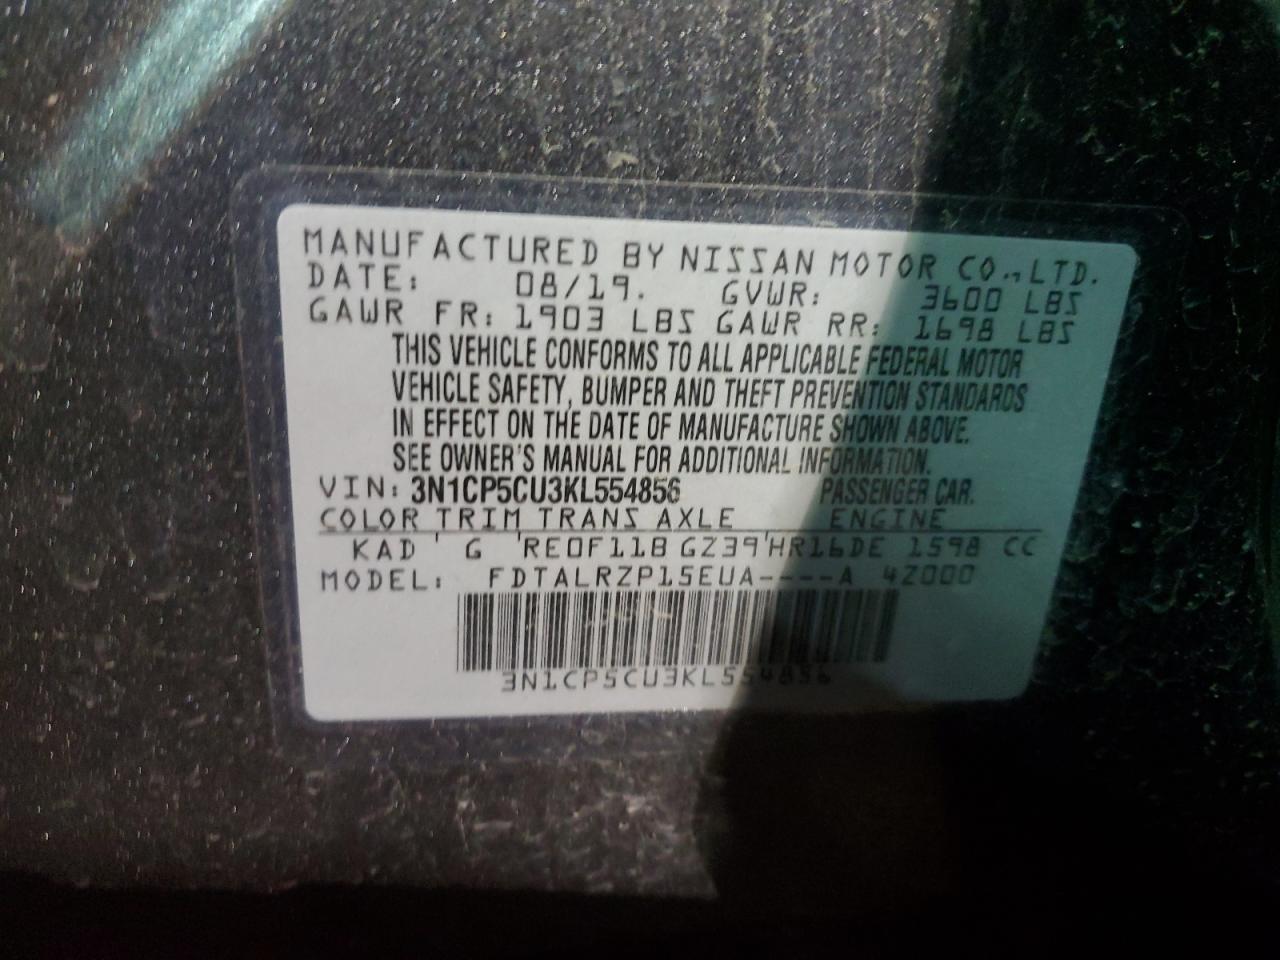 MANUFACTURED BY NISSAN MOTOR CO.,LTD.
DATE: 08/19. GVWR: 3600 LBS
GAWR FR: 1903 LBS GAWR RR: 1698 LBS
THIS VEHICLE CONFORMS TO ALL APPLICABLE FEDERAL MOTOR
VEHICLE SAFETY, BUMPER AND THEFT PREVENTION STANDARDS
IN EFFECT ON THE DATE OF MANUFACTURE SHOWN ABOVE.
SEE OWNER'S MANUAL FOR ADDITIONAL INFORMATION.
VIN: 3N1CP5CU3KL554856 PASSENGER CAR.
COLOR TRIM TRANS AXLE ENGINE
KAD ' G 'RE0F11B GZ39'HR16DE 1598 CC
MODEL: FDTALRZP15EUA----A 4Z000
3N1CP5CU3KL554856